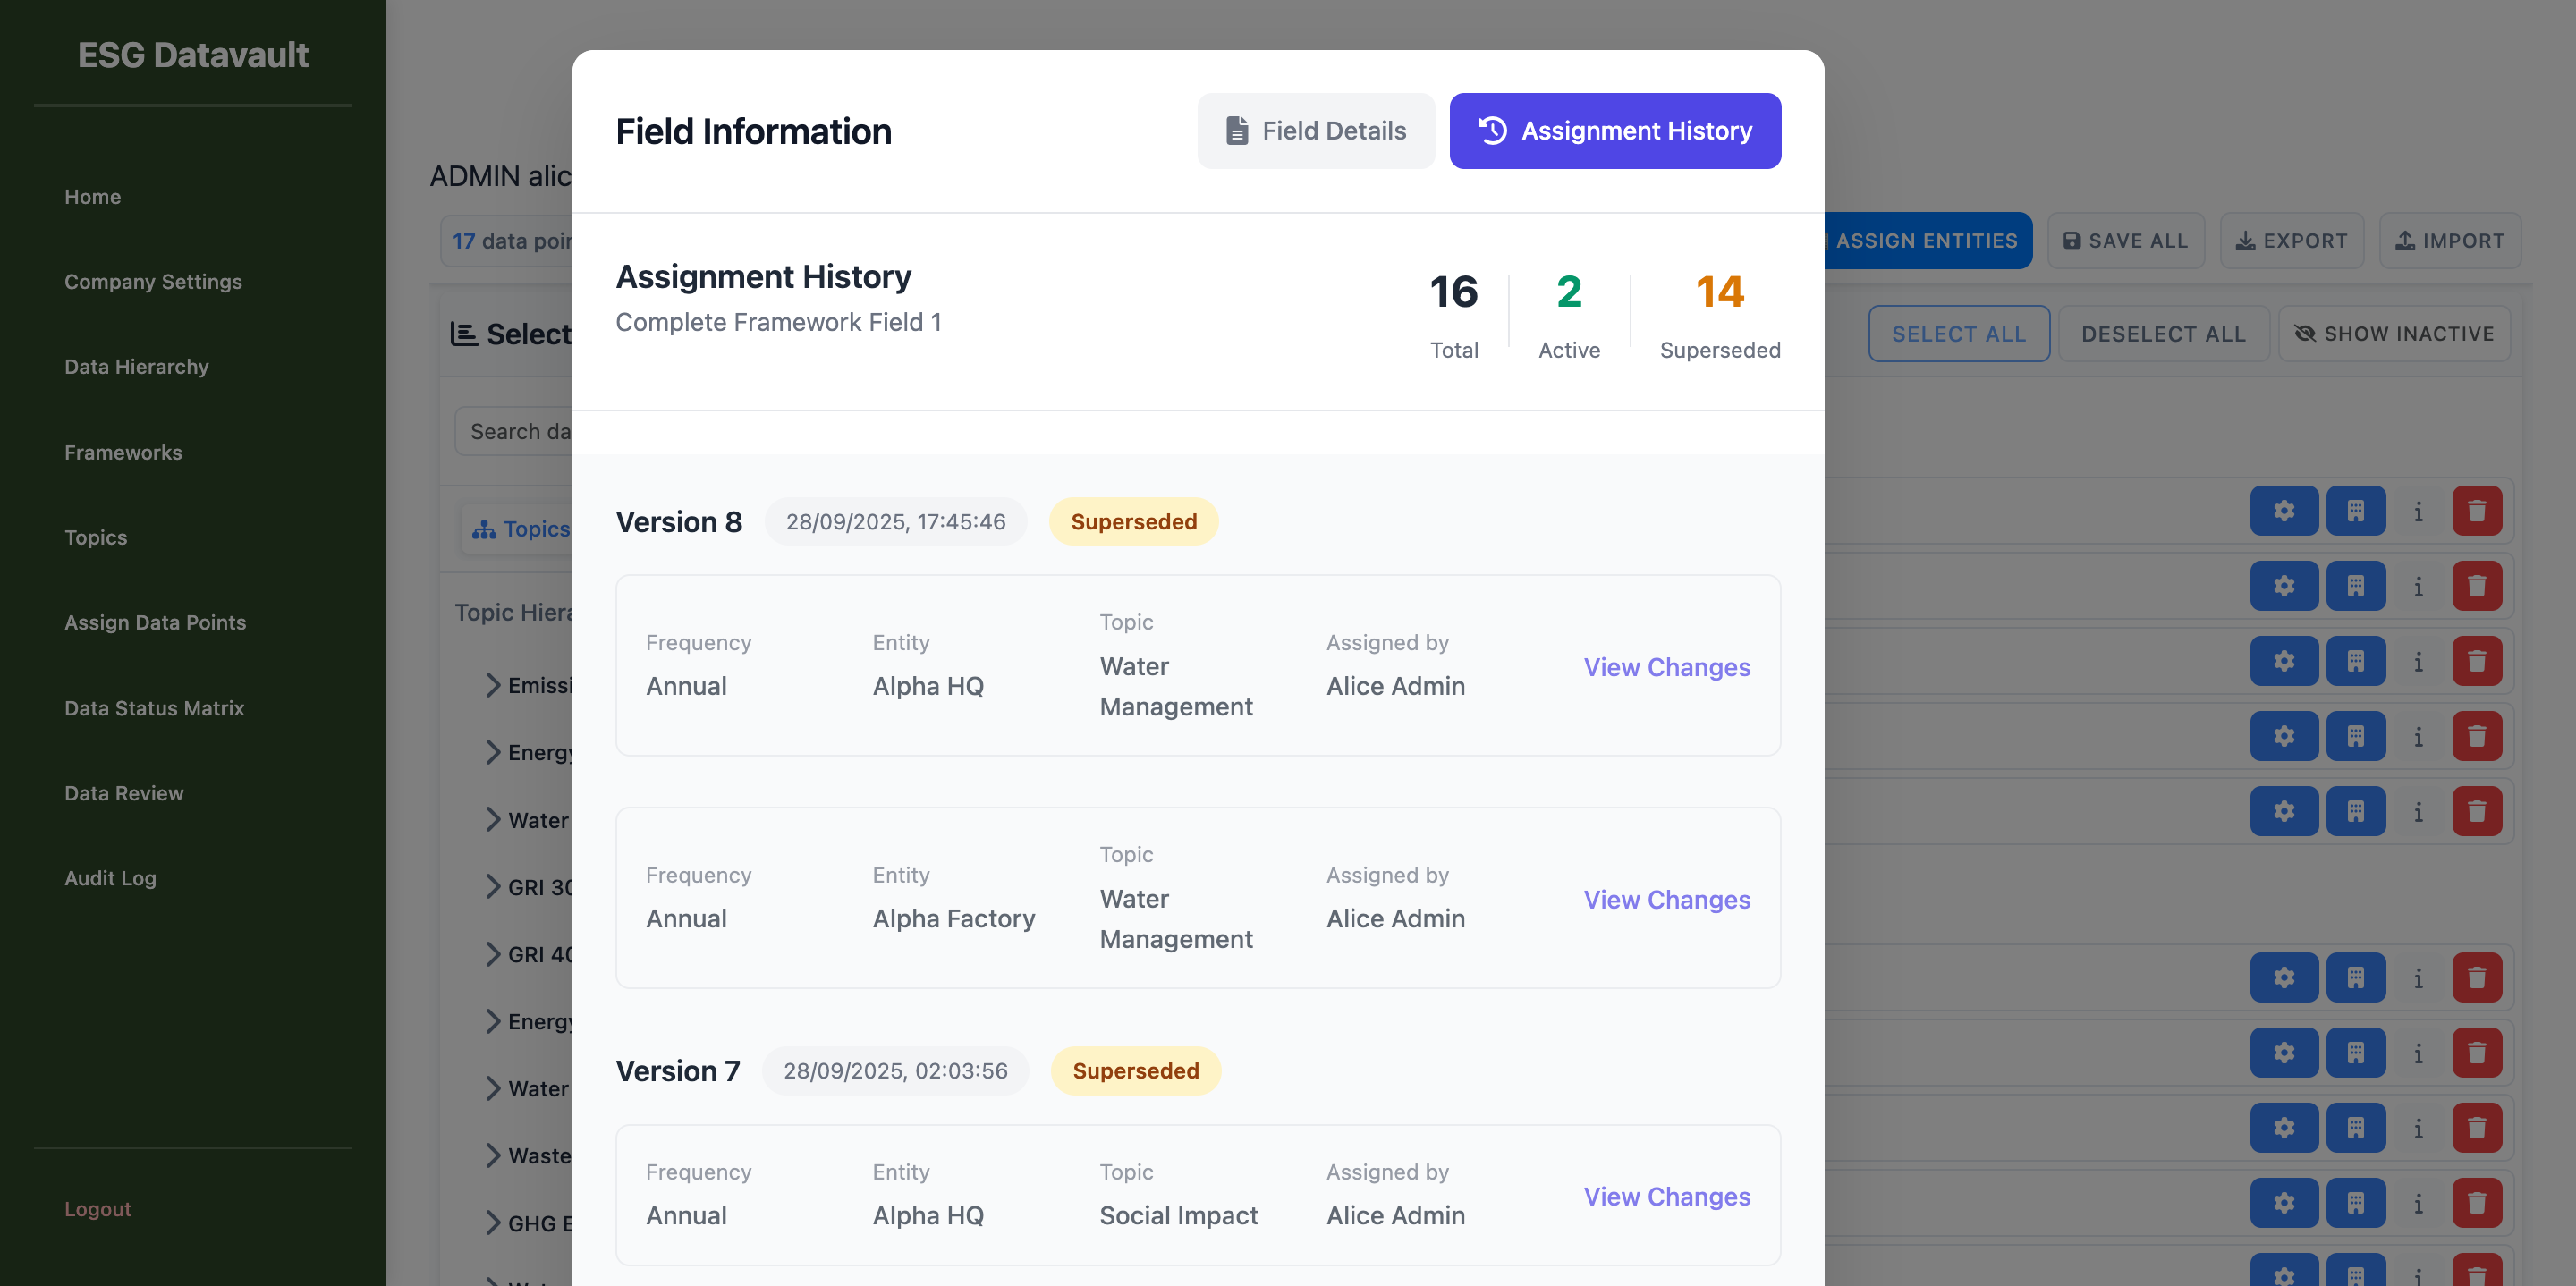 ESG Datavault
Home
Company Settings
Data Hierarchy
Frameworks
Topics
Assign Data Points
Data Status Matrix
Data Review
Audit Log
Logout
ADMIN alic
17 data poin
ASSIGN ENTITIES
SAVE ALL
EXPORT
IMPORT
Select
SELECT ALL
DESELECT ALL
SHOW INACTIVE
Search da
Topics
Topic Hiera
Emissi
Energy
Water
GRI 30
GRI 40
Energy
Water
Waste
GHG E
Field Information
Field Details
Assignment History
Assignment History
Complete Framework Field 1
16
Total
2
Active
14
Superseded
Version 8
28/09/2025, 17:45:46
Superseded
Frequency
Annual
Entity
Alpha HQ
Topic
Water
Management
Assigned by
Alice Admin
View Changes
Frequency
Annual
Entity
Alpha Factory
Topic
Water
Management
Assigned by
Alice Admin
View Changes
Version 7
28/09/2025, 02:03:56
Superseded
Frequency
Annual
Entity
Alpha HQ
Topic
Social Impact
Assigned by
Alice Admin
View Changes